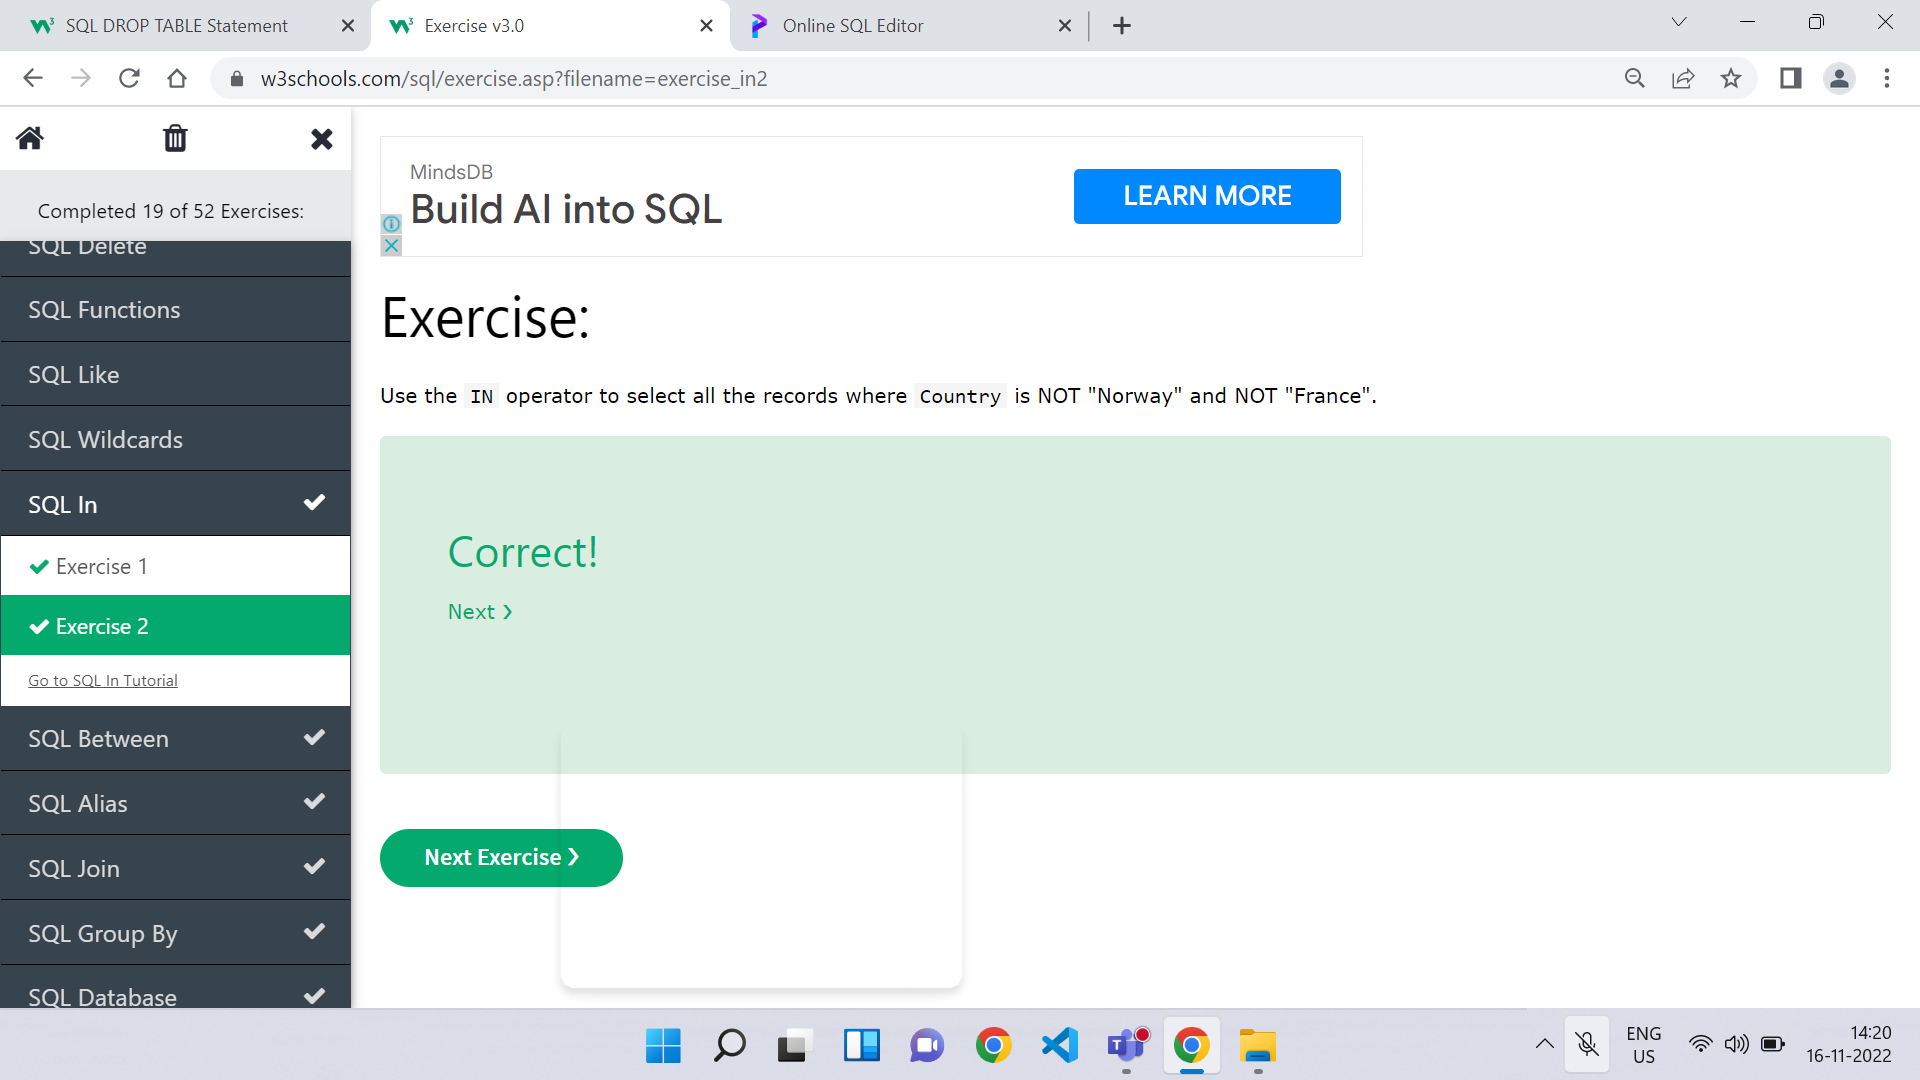 SQL DROP TABLE Statement
Exercise v3.0
Online SQL Editor
w3schools.com/sql/exercise.asp?filename=exercise_in2
Completed 19 of 52 Exercises:
SQL Delete
SQL Functions
SQL Like
SQL Wildcards
SQL In
Exercise 1
Exercise 2
Go to SQL In Tutorial
SQL Between
SQL Alias
SQL Join
SQL Group By
SQL Database
MindsDB
Build AI into SQL
LEARN MORE
Exercise:
Use the IN operator to select all the records where Country is NOT "Norway" and NOT "France".
Correct!
Next ❯
Next Exercise ❯
ENG
US
14:20
16-11-2022